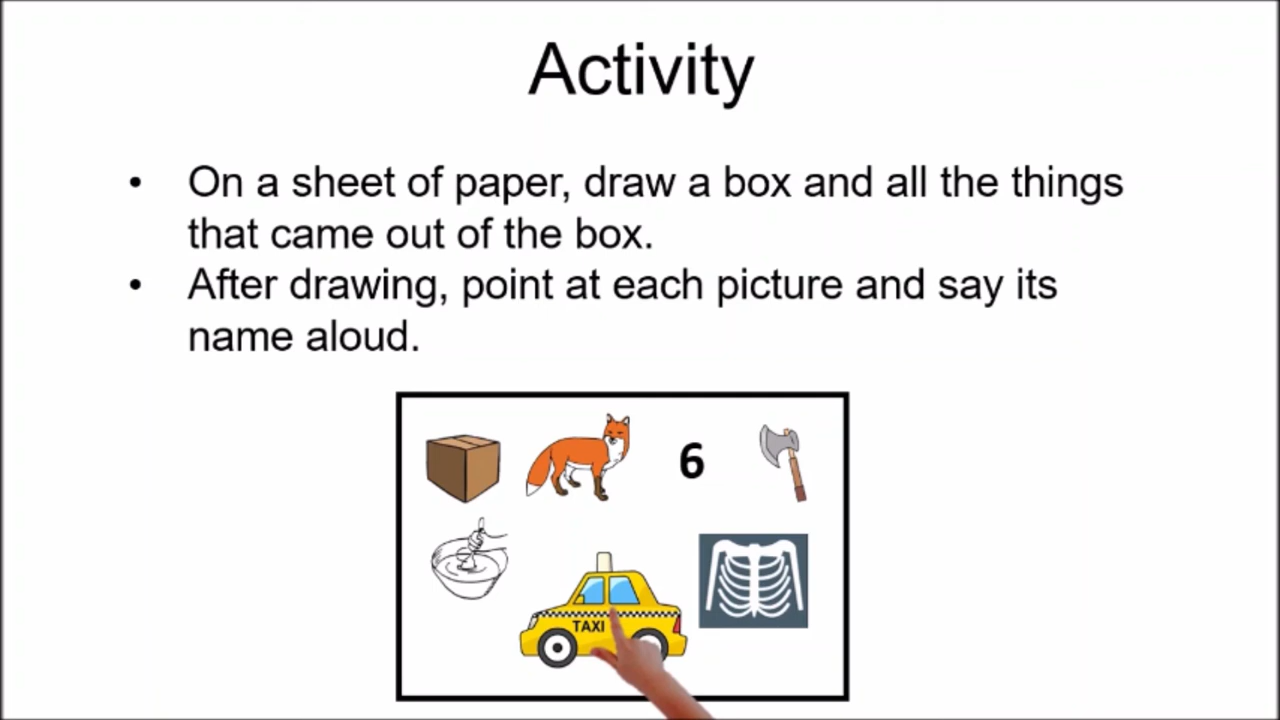 Activity
• On a sheet of paper, draw a box and all the things
that came out of the box.
• After drawing, point at each picture and say its
name aloud.
6
TAXI